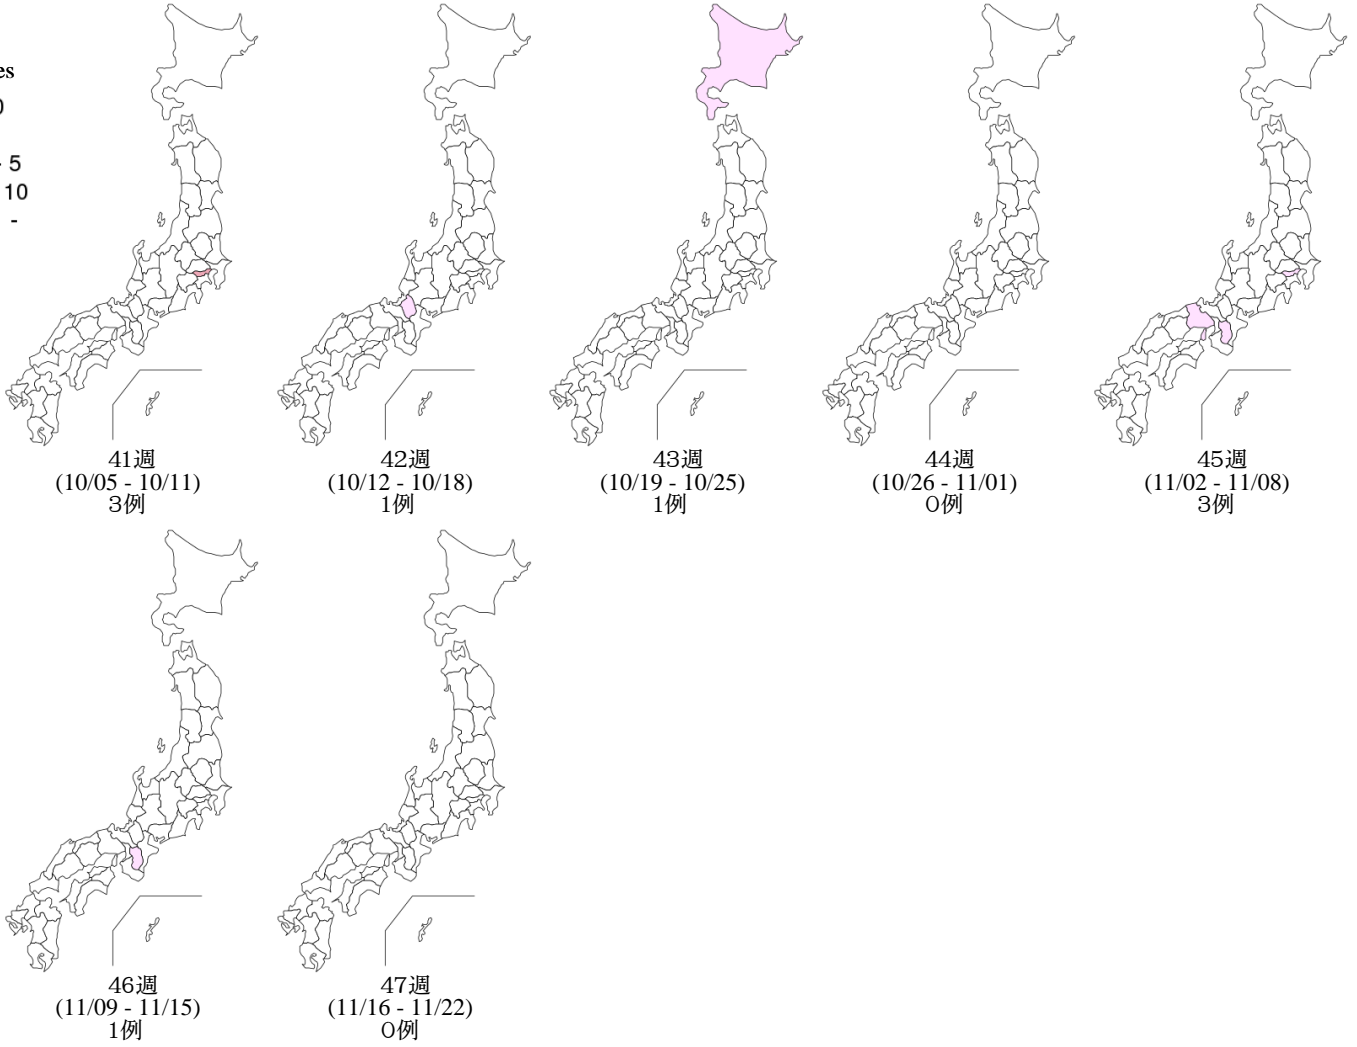 es
0
- 5
10
-
41週
(10/05 - 10/11)
3例
42週
(10/12 - 10/18)
1例
43週
(10/19 - 10/25)
1例
44週
(10/26 - 11/01)
0例
45週
(11/02 - 11/08)
3例
46週
(11/09 - 11/15)
1例
47週
(11/16 - 11/22)
0例